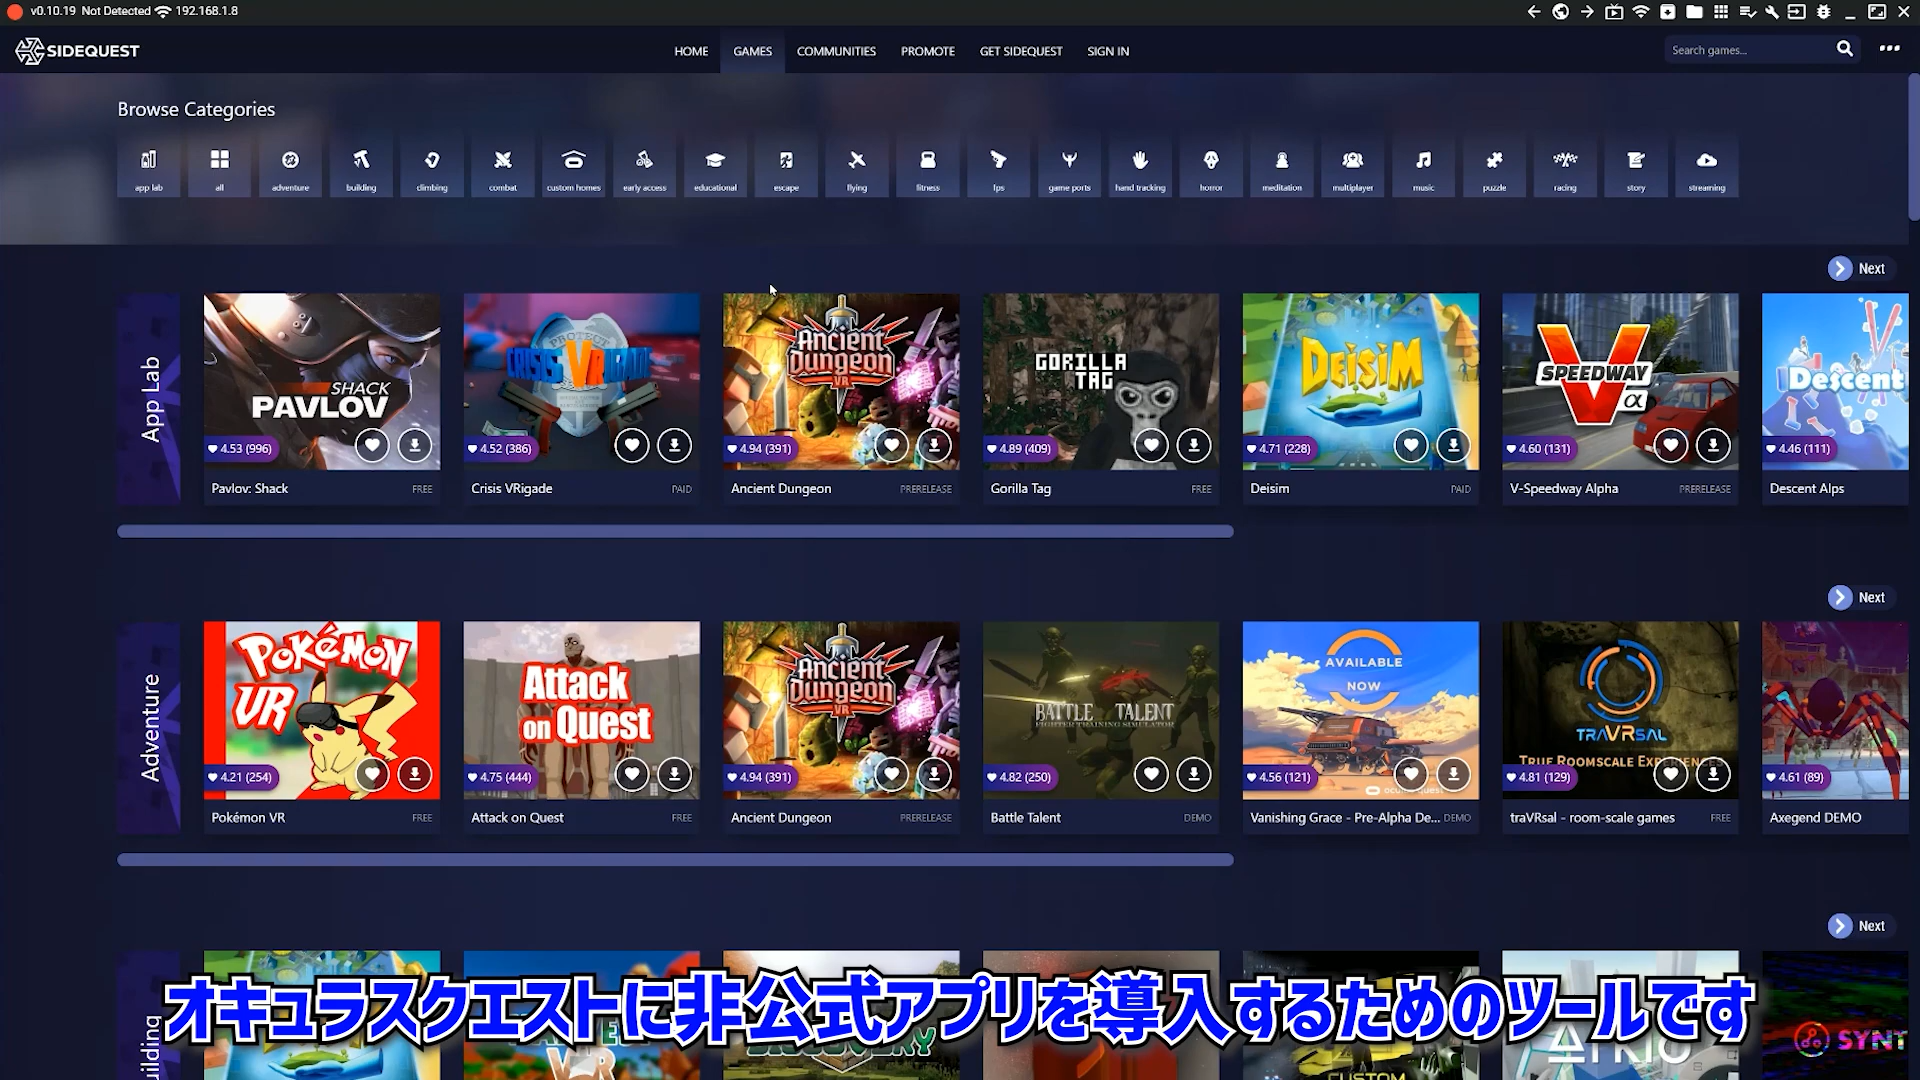 v0.10.19 Not Detected 192.168.1.8
SIDEQUEST
HOME GAMES COMMUNITIES PROMOTE GET SIDEQUEST SIGN IN
Search games...
Browse Categories
app lab all adventure building climbing combat custom homes early access educational escape flying fitness fps game ports hand tracking horror meditation multiplayer music puzzle racing story streaming
Next
App Lab
SHACK
PAVLOV
4.53 (996)
Pavlov: Shack FREE
PROTECT
CRISIS VRIGADE
4.52 (386)
Crisis VRigade PAID
Ancient
Dungeon
VR
4.94 (391)
Ancient Dungeon PRERELEASE
GORILLA
TAG
4.89 (409)
Gorilla Tag FREE
DEISIM
4.71 (228)
Deisim PAID
V
SPEEDWAY
α
4.60 (131)
V-Speedway Alpha PRERELEASE
Descent
4.46 (111)
Descent Alps
Next
Adventure
POKéMON
VR
4.21 (254)
Pokémon VR FREE
Attack
on Quest
4.75 (444)
Attack on Quest FREE
Ancient
Dungeon
VR
4.94 (391)
Ancient Dungeon PRERELEASE
BATTLE TALENT
FIGHTER TRAINING SIMULATOR
4.82 (250)
Battle Talent DEMO
AVAILABLE
NOW
4.56 (121)
Vanishing Grace - Pre-Alpha De... DEMO
TRAVRSAL
TRUE ROOMSCALE EXPERIENCES
4.81 (129)
traVRsal - room-scale games FREE
4.61 (89)
Axegend DEMO
Next
オキュラスクエストに非公式アプリを導入するためのツールです
VR
CUSTOM
SYNT